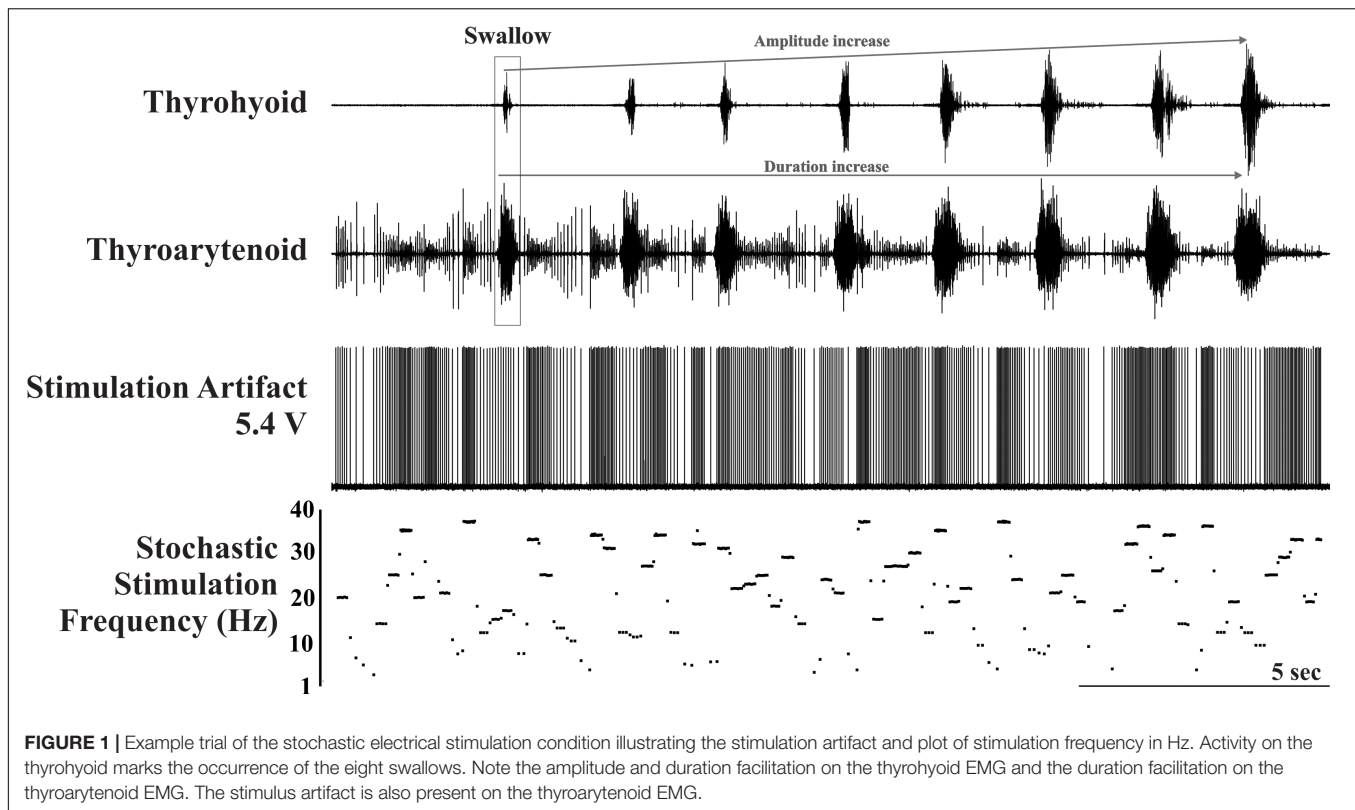 Swallow
Amplitude increase
Thyrohyoid
Duration increase
Thyroarytenoid
Stimulation Artifact
5.4 V
40
Stochastic
Stimulation
Frequency (Hz)
30
20
10
1
5 sec
FIGURE 1 | Example trial of the stochastic electrical stimulation condition illustrating the stimulation artifact and plot of stimulation frequency in Hz. Activity on the
thyrohyoid marks the occurrence of the eight swallows. Note the amplitude and duration facilitation on the thyrohyoid EMG and the duration facilitation on the
thyroarytenoid EMG. The stimulus artifact is also present on the thyroarytenoid EMG.